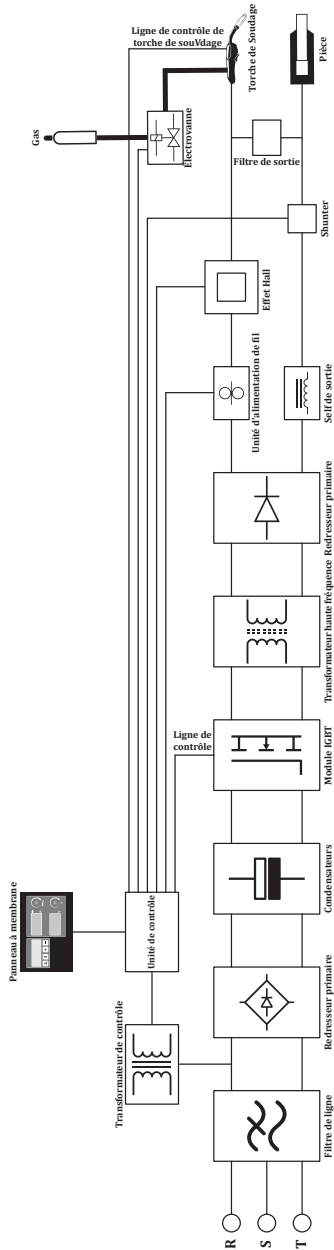 Panneau à membrane
Gas
Ligne de contrôle de
torche de souVdage
Torche de Soudage
Pièce
Electrovanne
Filtre de sortie
Shunter
Effet Hall
Unité d'alimentation de fil
Self de sortie
Redresseur primaire
Transformateur haute fréquence
Ligne de
contrôle
Module IGBT
Unité de contrôle
Condensateurs
Transformateur de contrôle
Redresseur primaire
Filtre de ligne
R
S
T